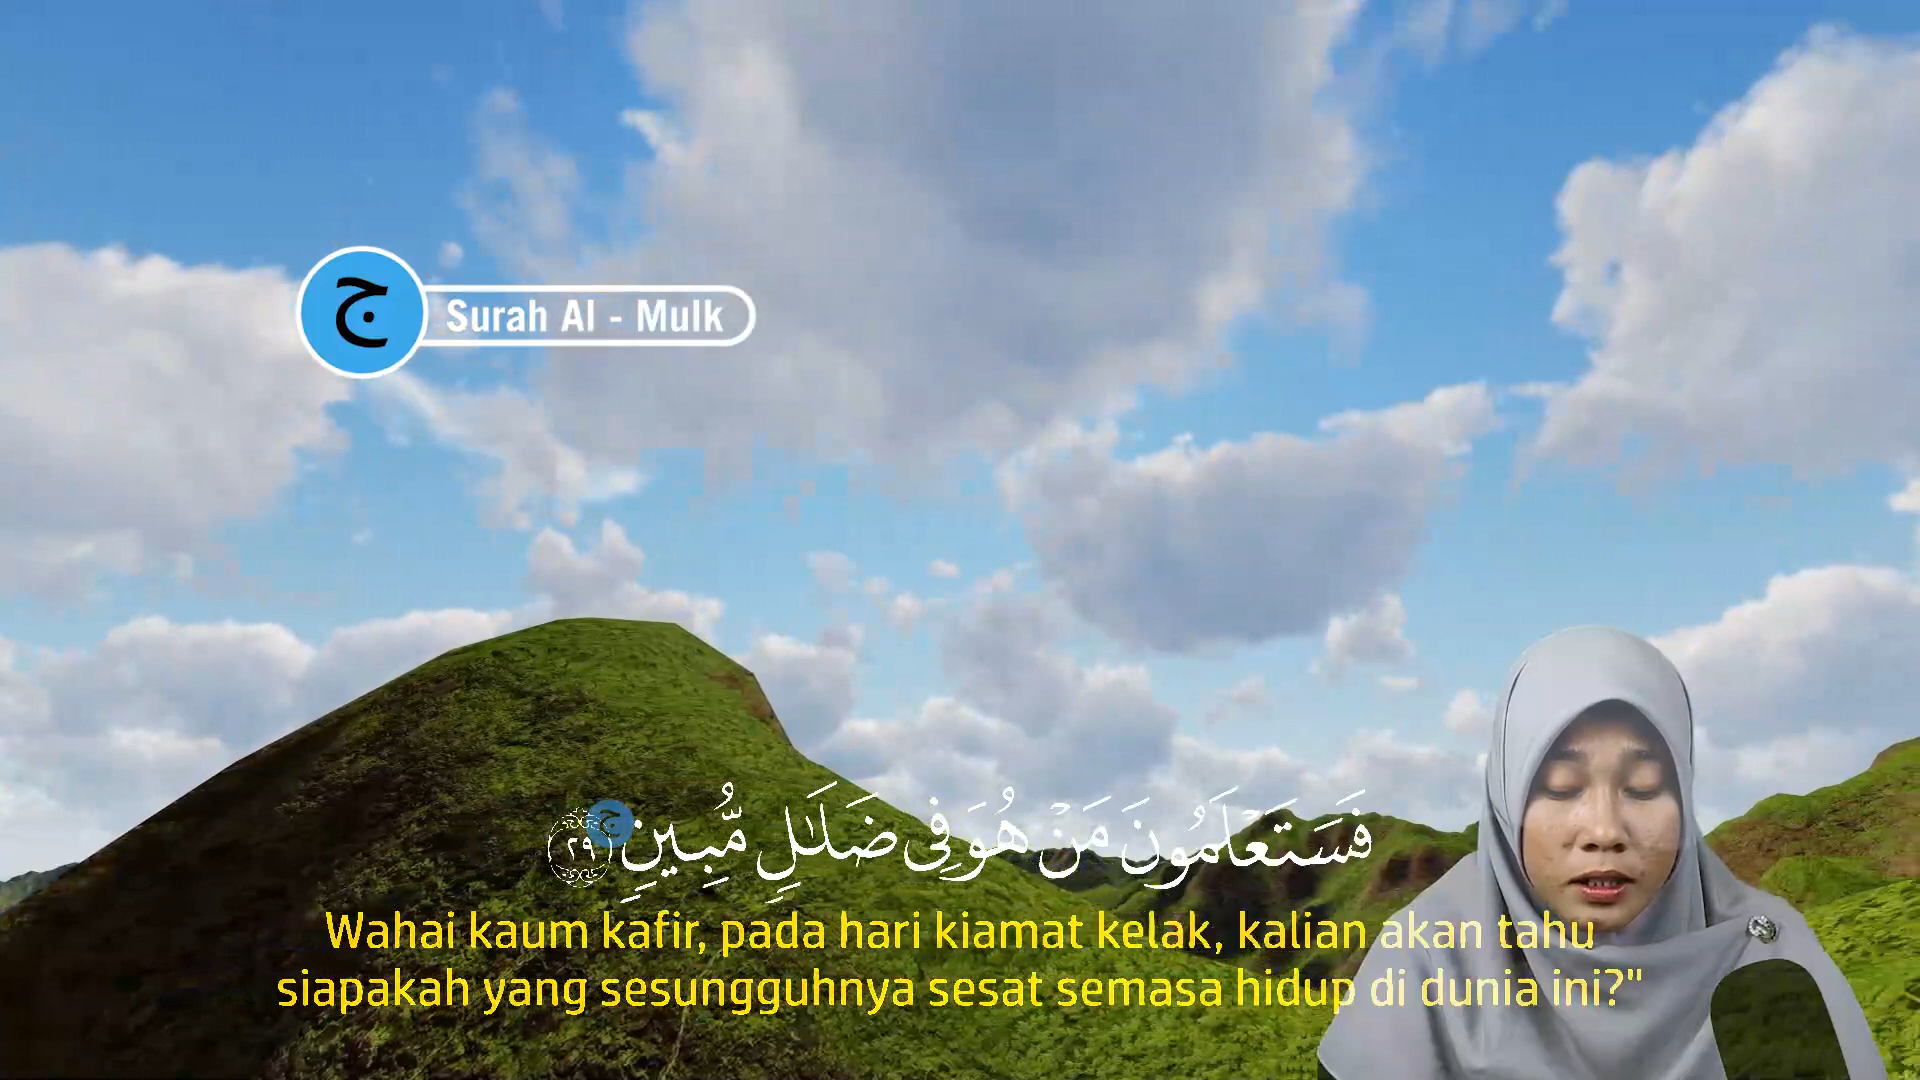 ج
Surah Al - Mulk
فَسَتَعْلَمُونَ مَنْ هُوَ فِى ضَلَـٰلٍ مُّبِينٍ ج ٢٩
Wahai kaum kafir, pada hari kiamat kelak, kalian akan tahu
siapakah yang sesungguhnya sesat semasa hidup di dunia ini?"